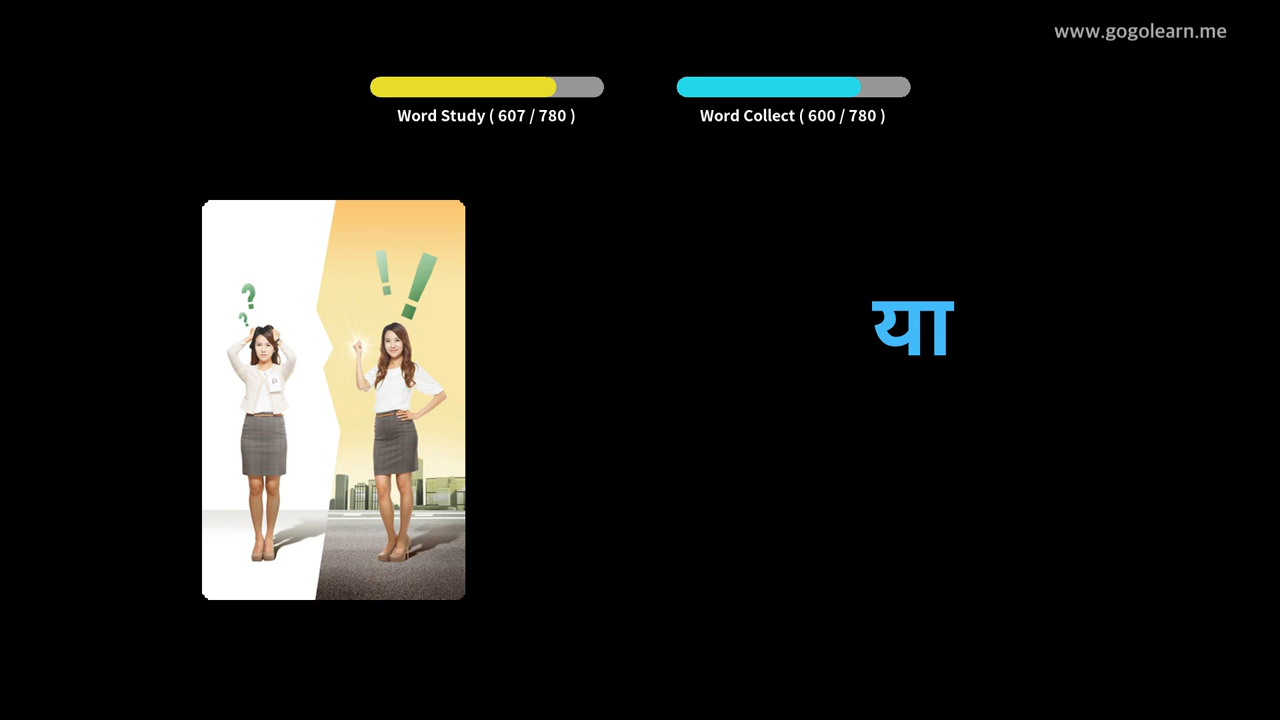 www.gogolearn.me
Word Study ( 607 / 780 )
Word Collect ( 600 / 780 )
? ?
! !
या